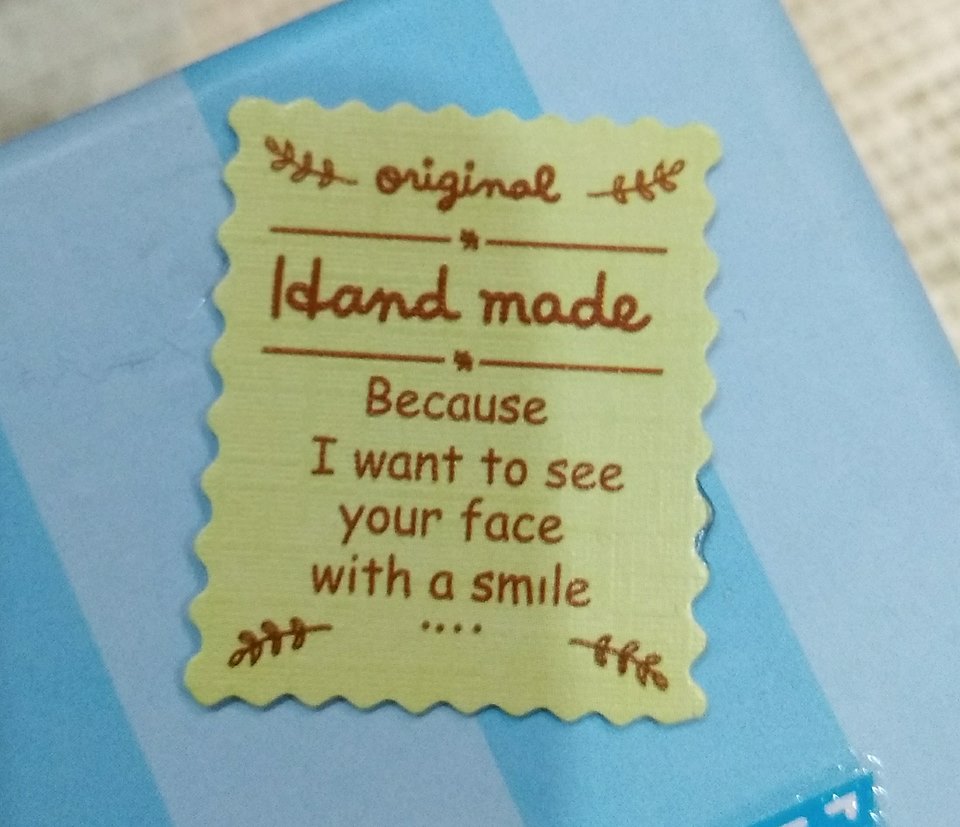 original
Hand made
Because
I want to see
your face
with a smile
....